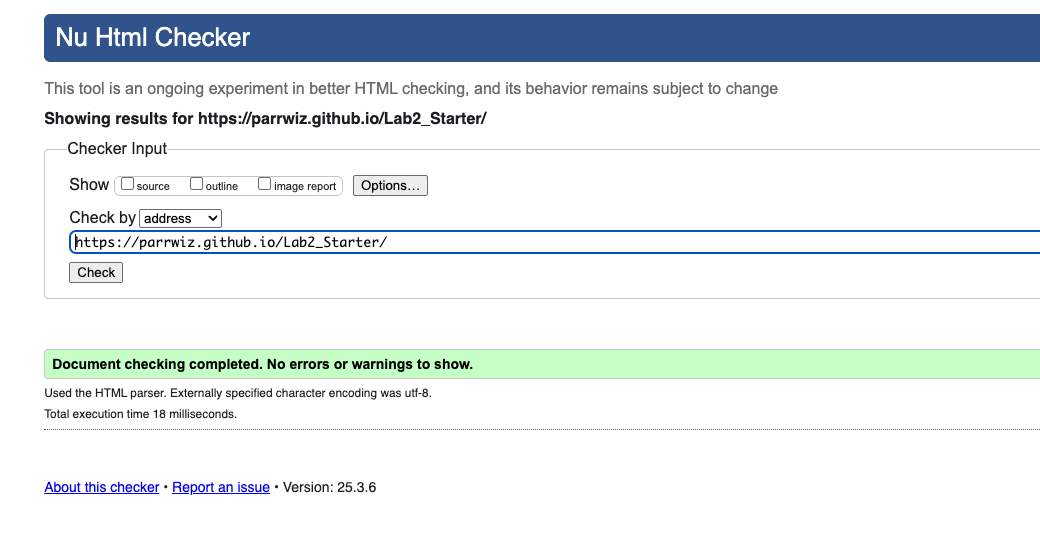 Nu Html Checker
This tool is an ongoing experiment in better HTML checking, and its behavior remains subject to change
Showing results for https://parrwiz.github.io/Lab2_Starter/
Checker Input
Show source outline image report Options...
Check by address
https://parrwiz.github.io/Lab2_Starter/
Check
Document checking completed. No errors or warnings to show.
Used the HTML parser. Externally specified character encoding was utf-8.
Total execution time 18 milliseconds.
About this checker • Report an issue • Version: 25.3.6